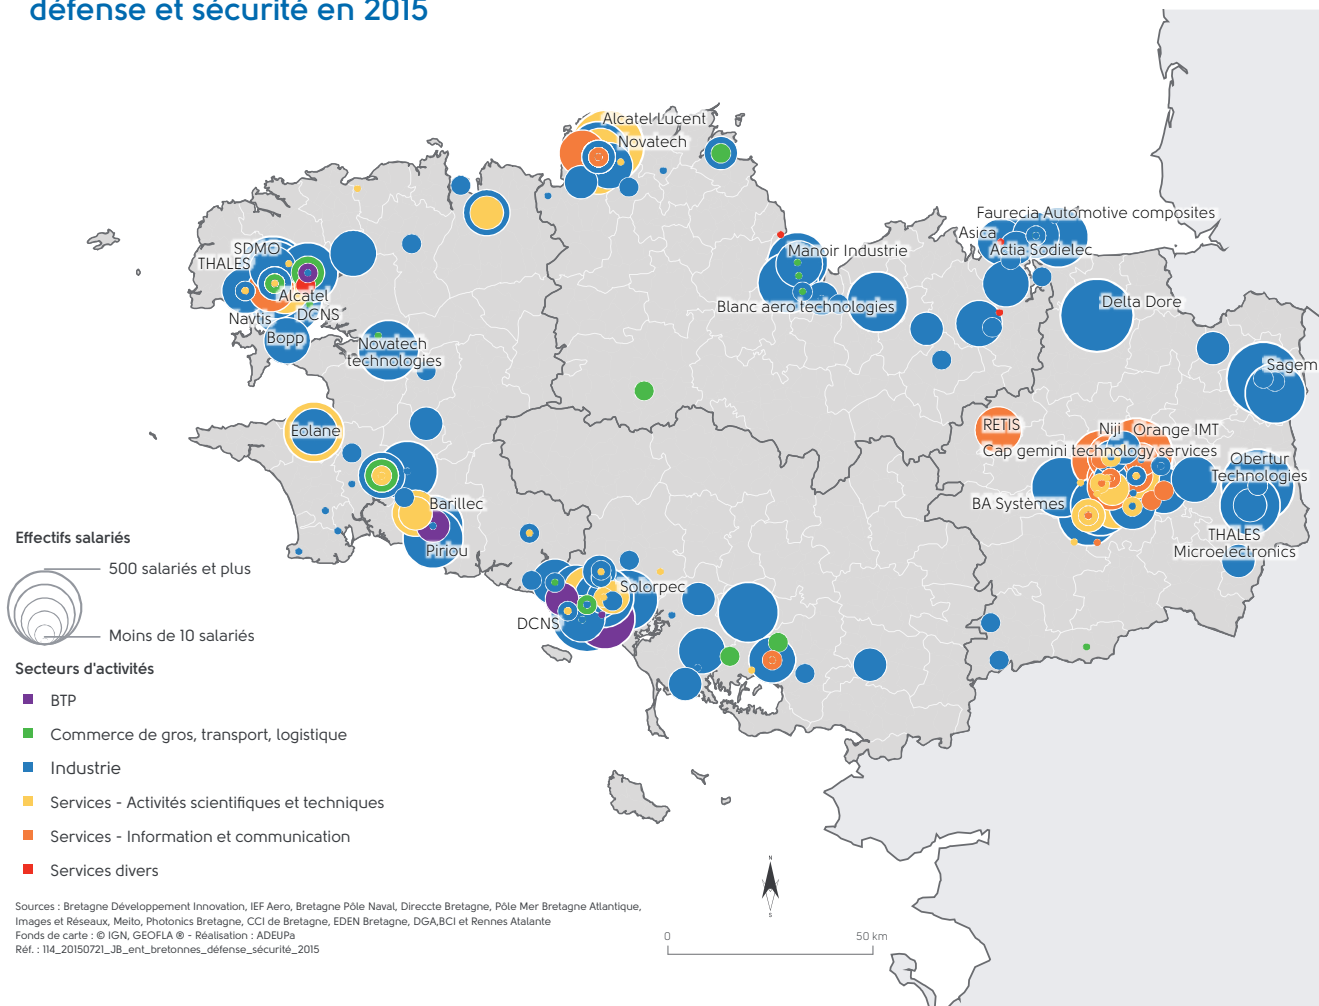 défense et sécurité en 2015
Alcatel Lucent
Novatech
Faurecia Automotive composites
Asica
Actia Sodielec
Manoir Industrie
Blanc aero technologies
Delta Dore
SDMO
THALES
Alcatel
DCNS
Navtis
Bopp
Novatech
technologies
Sagem
Eolane
RETIS
Niji
Orange IMT
Cap gemini technology services
Obertur
Technologies
BA Systèmes
Barillec
Piriou
THALES
Microelectronics
Solorpec
DCNS
Effectifs salariés
500 salariés et plus
Moins de 10 salariés
Secteurs d'activités
BTP
Commerce de gros, transport, logistique
Industrie
Services - Activités scientifiques et techniques
Services - Information et communication
Services divers
N
S
0
50 km
Sources : Bretagne Développement Innovation, IEF Aero, Bretagne Pôle Naval, Direccte Bretagne, Pôle Mer Bretagne Atlantique,
Images et Réseaux, Meito, Photonics Bretagne, CCI de Bretagne, EDEN Bretagne, DGA,BCI et Rennes Atalante
Fonds de carte : © IGN, GEOFLA ® - Réalisation : ADEUPa
Réf. : 114_20150721_JB_ent_bretonnes_défense_sécurité_2015